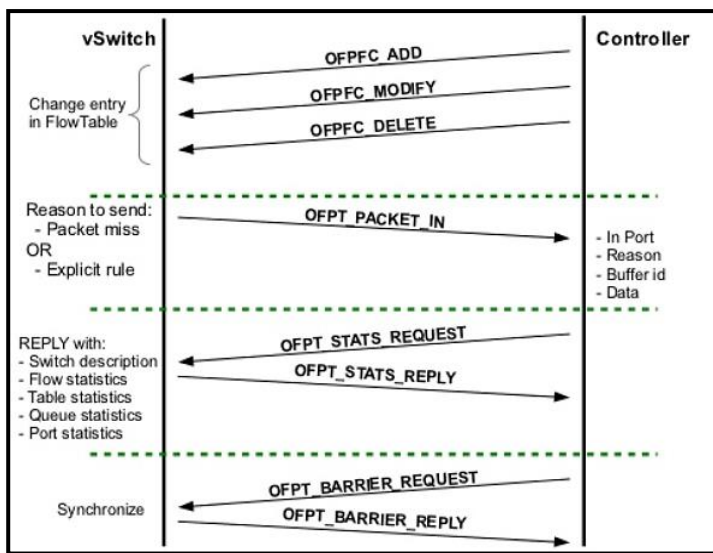 vSwitch
Controller
OFPFC_ADD
OFPFC_MODIFY
OFPFC_DELETE
Change entry
in FlowTable
Reason to send:
- Packet miss
OR
- Explicit rule
OFPT_PACKET_IN
- In Port
- Reason
- Buffer id
- Data
REPLY with:
- Switch description
- Flow statistics
- Table statistics
- Queue statistics
- Port statistics
OFPT_STATS_REQUEST
OFPT_STATS_REPLY
Synchronize
OFPT_BARRIER_REQUEST
OFPT_BARRIER_REPLY